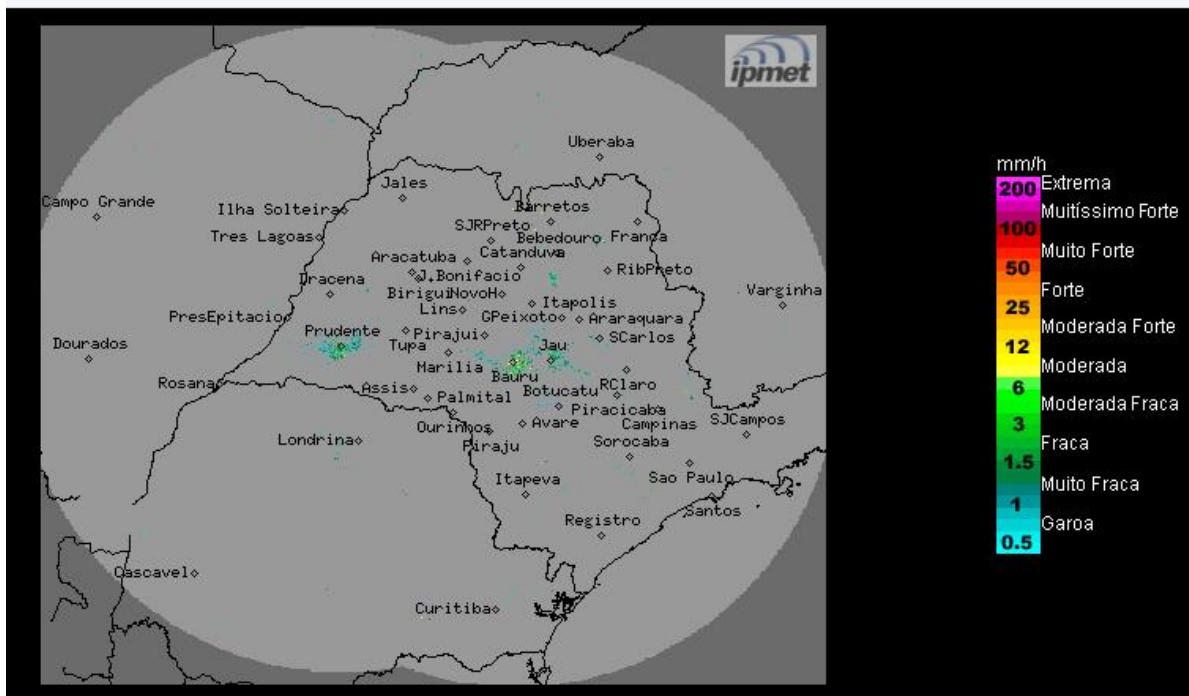 ipmet
Uberaba
Jales
Campo Grande
Ilha Solteira
Barretos
SJRPreto
Tres Lagoas
Bebedouro
Franca
Catanduva
Aracatuba
J.Bonifacio
RibPreto
Dracena
Birigui
NovoH
Itapolis
Varginha
Lins
PresEpitacio
GPeixoto
Araraquara
Prudente
Pirajui
SCarlos
Dourados
Tupa
Jau
Marilia
Bauru
Rosana
Assis
Botucatu
RClaro
Palmital
Piracicaba
Ourinhos
Avare
Campinas
SJCampos
Londrina
Piraju
Sorocaba
Itapeva
Sao Paulo
Registro
Santos
Cascavel
Curitiba
mm/h
200 Extrema
Muitíssimo Forte
100
Muito Forte
50
Forte
25
Moderada Forte
12
Moderada
6
Moderada Fraca
3
Fraca
1.5
Muito Fraca
1
Garoa
0.5